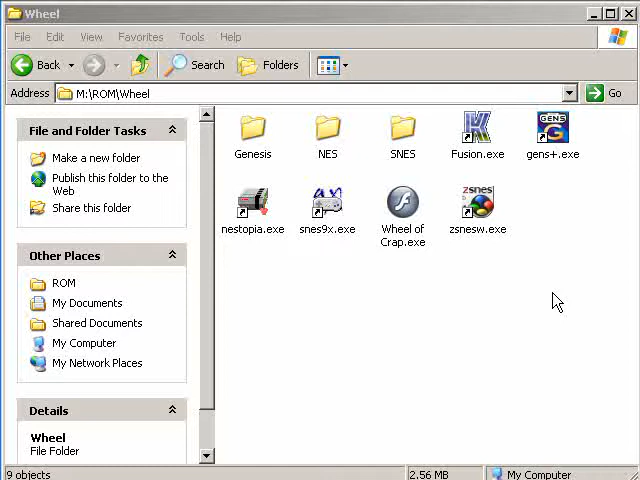 Wheel
File Edit View Favorites Tools Help
Back Search Folders
Address M:\ROM\Wheel Go
File and Folder Tasks
Make a new folder
Publish this folder to the
Web
Share this folder
Other Places
ROM
My Documents
Shared Documents
My Computer
My Network Places
Details
Wheel
File Folder
Genesis NES SNES Fusion.exe GENS gens+.exe
nestopia.exe snes9x.exe Wheel of
Crap.exe zsnes zsnesw.exe
9 objects 2.56 MB My Computer